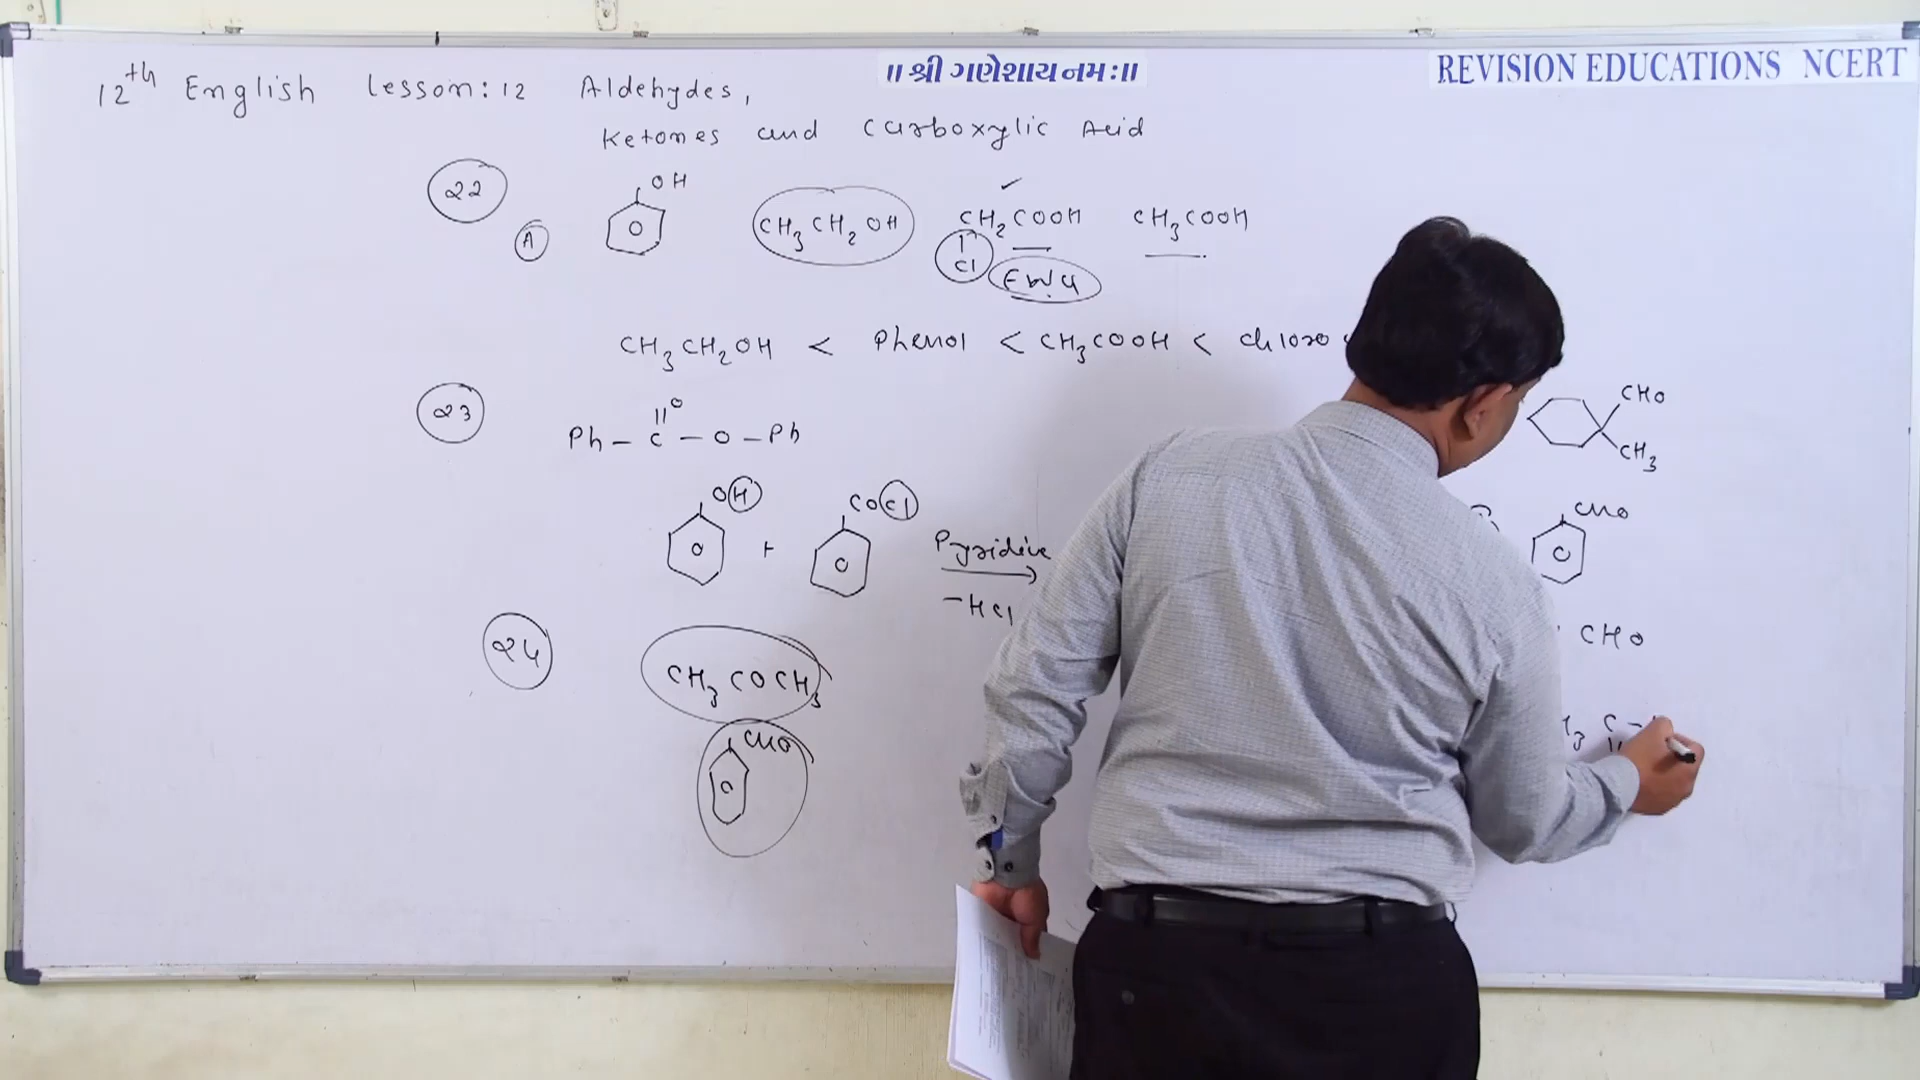 ॥ શ્રી ગણેશાય નમઃ॥
REVISION EDUCATIONS NCERT
12th English Lesson: 12 Aldehydes,
Ketones and Carboxylic Acid
22
A
OH
CH3CH2OH
CH2COOH
Cl
EWG
CH3COOH
CH3CH2OH < Phenol < CH3COOH < chloro
23
O
Ph – C – O – Ph
OH + COCl
Pyridine
-HCl
24
CH3COCH3
CHO
CHO
CH3
CHO
CHO